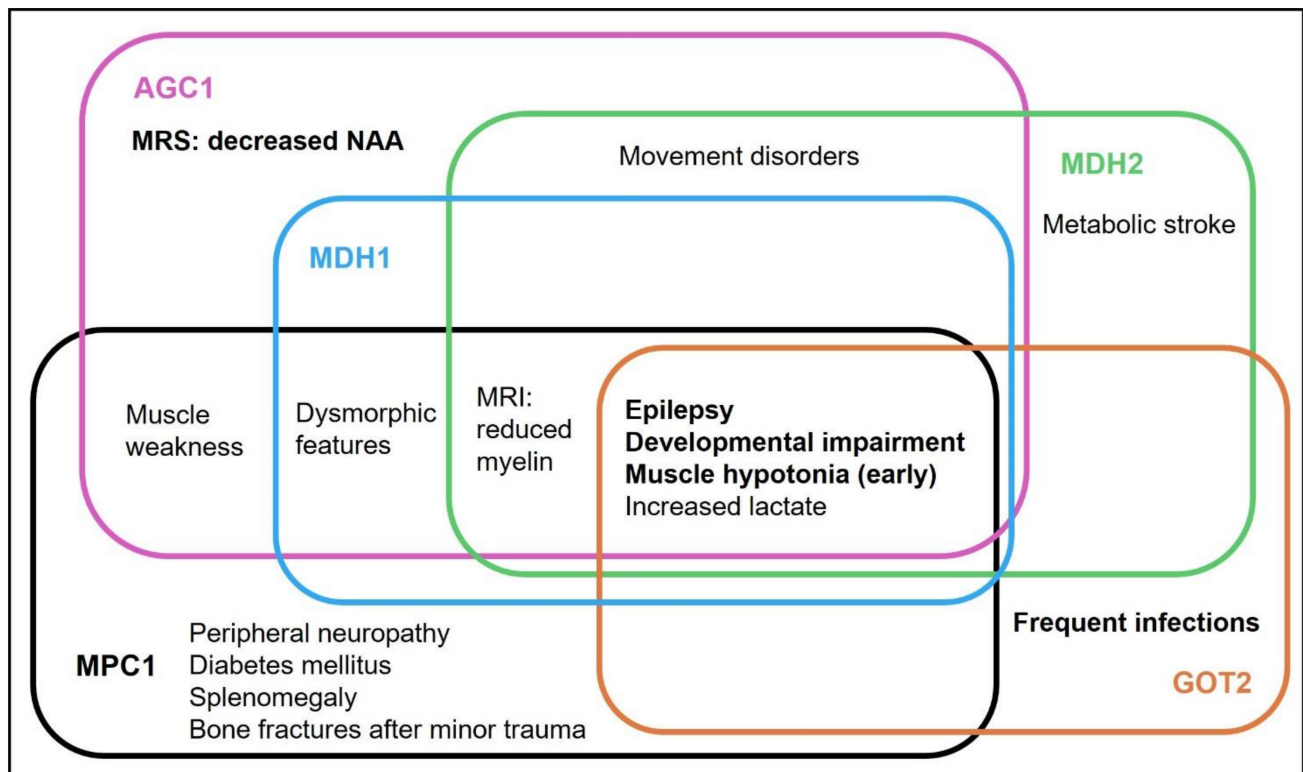 AGC1
MRS: decreased NAA
Movement disorders
MDH2
Metabolic stroke
MDH1
Muscle
weakness
Dysmorphic
features
MRI:
reduced
myelin
Epilepsy
Developmental impairment
Muscle hypotonia (early)
Increased lactate
MPC1
Peripheral neuropathy
Diabetes mellitus
Splenomegaly
Bone fractures after minor trauma
Frequent infections
GOT2